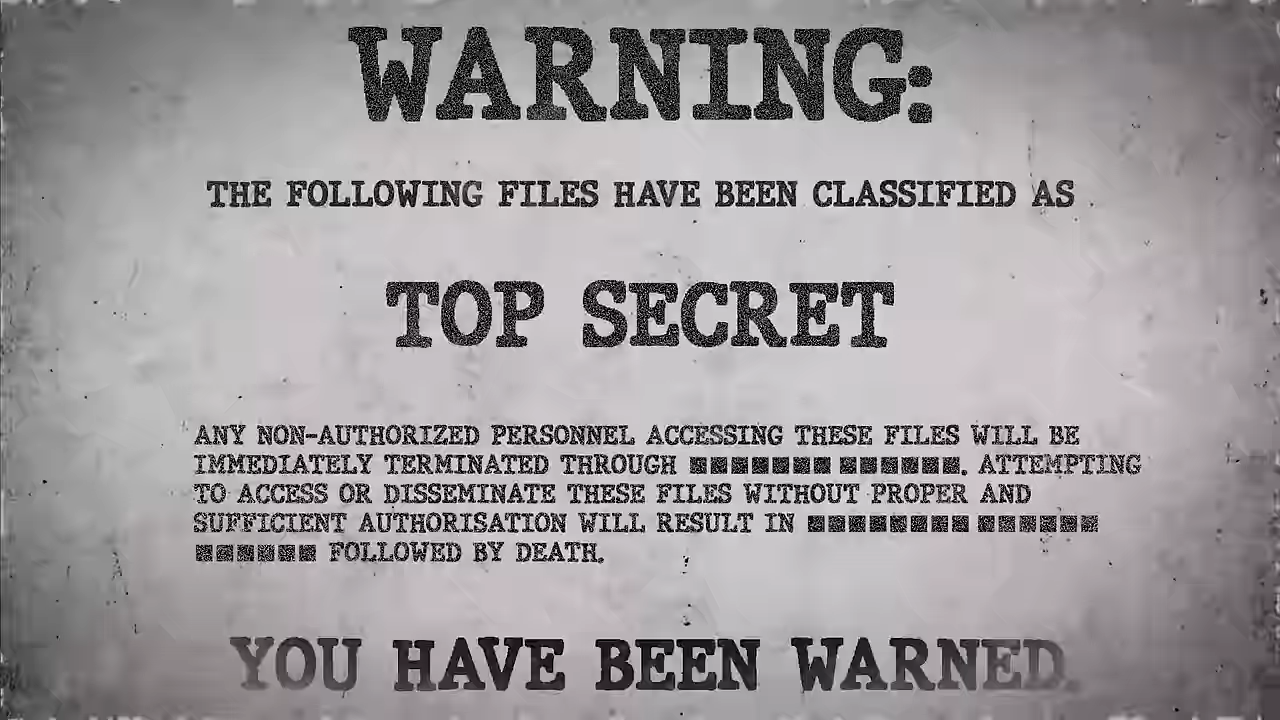 WARNING:
THE FOLLOWING FILES HAVE BEEN CLASSIFIED AS
TOP SECRET
ANY NON-AUTHORIZED PERSONNEL ACCESSING THESE FILES WILL BE
IMMEDIATELY TERMINATED THROUGH ■■■■■■■ ■■■■■■. ATTEMPTING
TO ACCESS OR DISSEMINATE THESE FILES WITHOUT PROPER AND
SUFFICIENT AUTHORISATION WILL RESULT IN ■■■■■■■■ ■■■■■■
■■■■■■ FOLLOWED BY DEATH.
YOU HAVE BEEN WARNED.